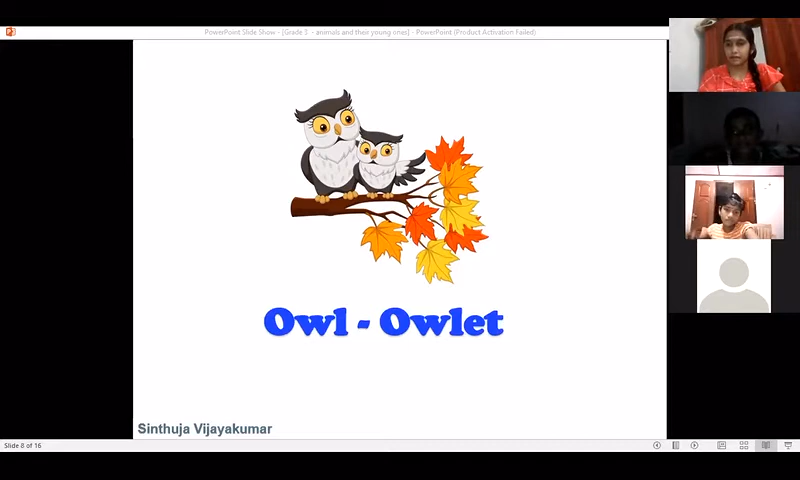 PowerPoint Slide Show - [Grade 3 - animals and their young ones] - PowerPoint (Product Activation Failed)
Owl - Owlet
Sinthuja Vijayakumar
Slide 8 of 16